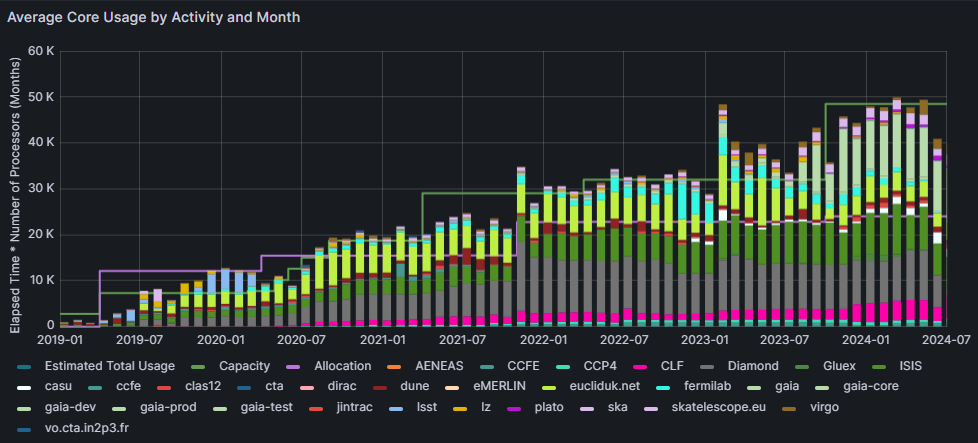 Average Core Usage by Activity and Month
Elapsed Time * Number of Processors (Months)
60 K
50 K
40 K
30 K
20 K
10 K
0
2019-01 2019-07 2020-01 2020-07 2021-01 2021-07 2022-01 2022-07 2023-01 2023-07 2024-01 2024-07
Estimated Total Usage Capacity Allocation AENEAS CCFE CCP4 CLF Diamond Gluex ISIS
casu ccfe clas12 cta dirac dune eMERLIN eucliduk.net fermilab gaia gaia-core
gaia-dev gaia-prod gaia-test jintrac lsst lz plato ska skatelescope.eu virgo
vo.cta.in2p3.fr